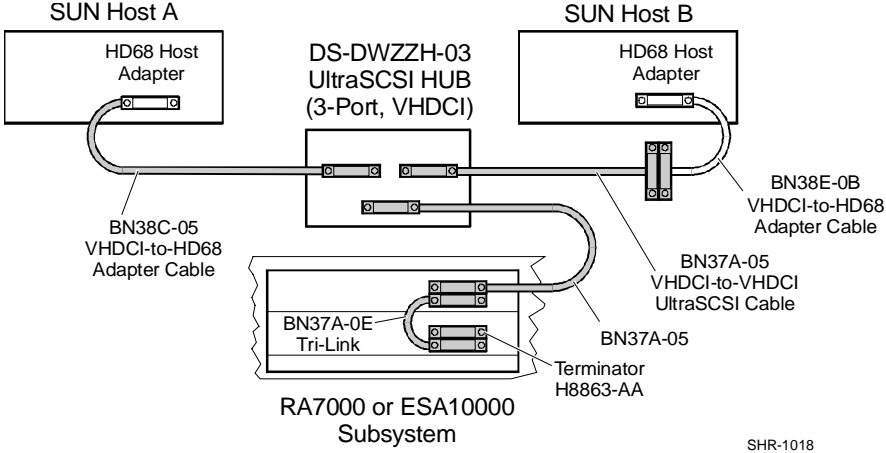 SUN Host A
SUN Host B
HD68 Host
Adapter
DS-DWZZH-03
UltraSCSI HUB
(3-Port, VHDCI)
HD68 Host
Adapter
BN38C-05
VHDCI-to-HD68
Adapter Cable
BN38E-0B
VHDCI-to-HD68
Adapter Cable
BN37A-05
VHDCI-to-VHDCI
UltraSCSI Cable
BN37A-0E
Tri-Link
BN37A-05
Terminator
H8863-AA
RA7000 or ESA10000
Subsystem
SHR-1018